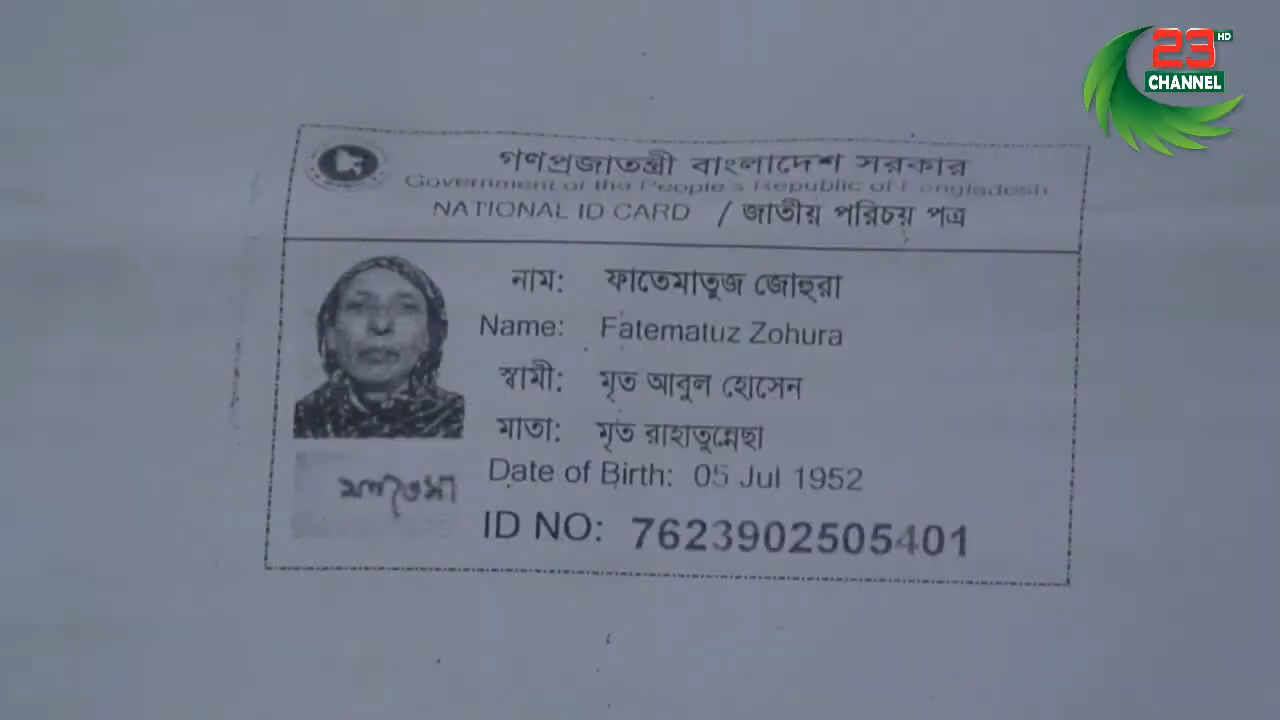 23 HD
CHANNEL
গণপ্রজাতন্ত্রী বাংলাদেশ সরকার
Government of the People's Republic of Bangladesh
NATIONAL ID CARD / জাতীয় পরিচয় পত্র
নাম: ফাতেমাতুজ জোহুরা
Name: Fatematuz Zohura
স্বামী: মৃত আবুল হোসেন
মাতা: মৃত রাহাতুন্নেছা
Date of Birth: 05 Jul 1952
ID NO: 7623902505401